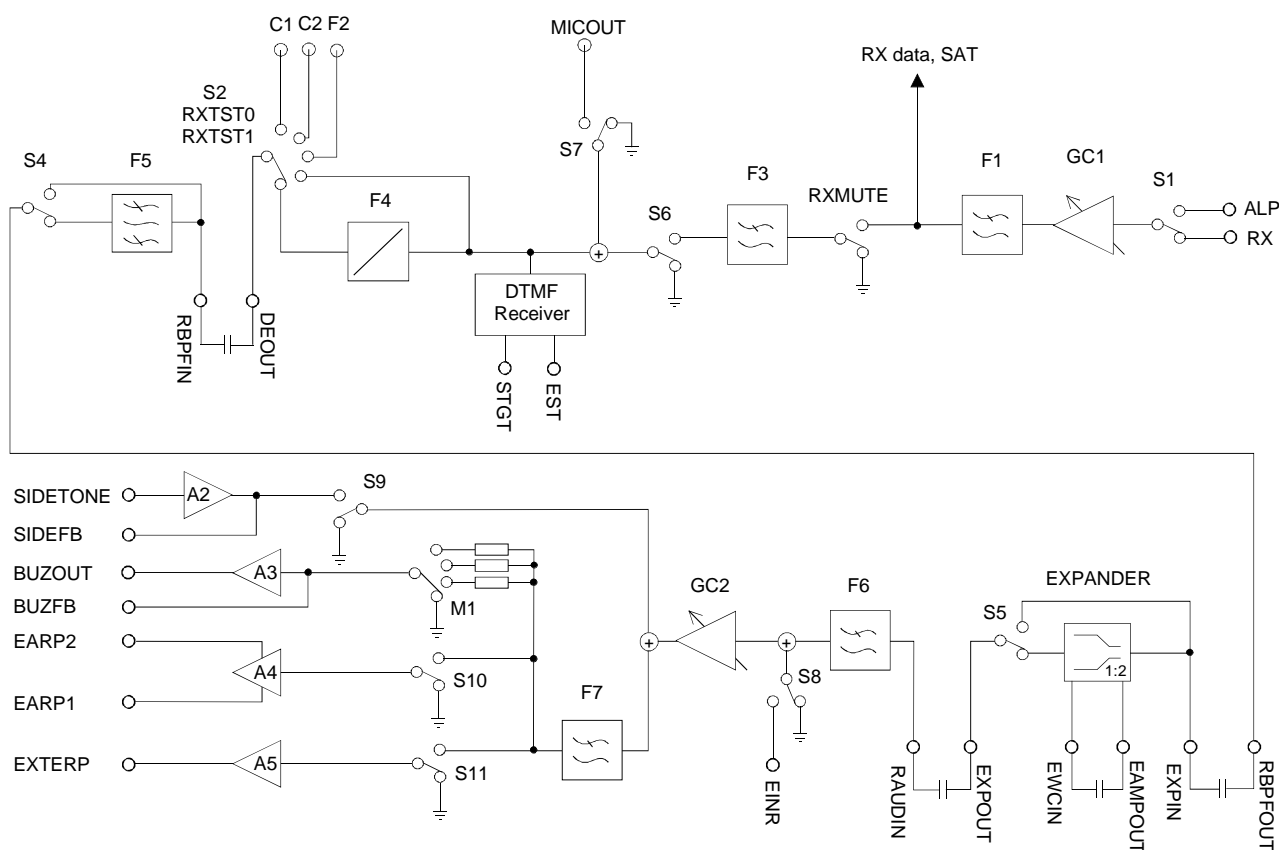 C1 C2 F2
MICOUT
RX data, SAT
S2
RXTST0
RXTST1
S4
F5
S7
F3
F1
GC1
S1
ALP
RX
F4
S6
RXMUTE
DTMF
Receiver
RBPFIN
DEOUT
STGT
EST
SIDETONE
A2
S9
SIDEFB
BUZOUT
A3
BUZFB
M1
GC2
F6
EXPANDER
S5
1:2
EARP2
A4
S10
S8
EARP1
F7
EXTERP
A5
S11
EINR
RAUDIN
EXPOUT
EWCIN
EAMPOUT
EXPIN
RBPFOUT